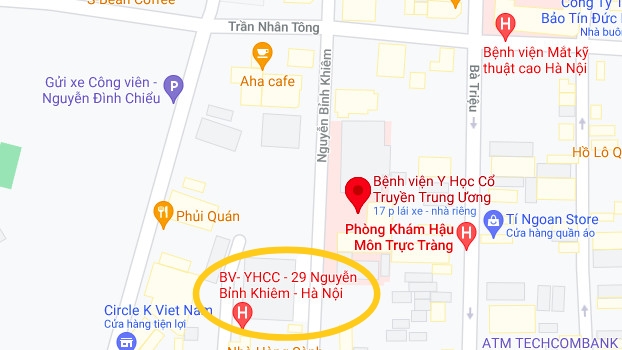 S Bean Coffee
Trần Nhân Tông
Công ty
Bảo Tín Đức
Nhà buôn
Bệnh viện Mắt kỹ
thuật cao Hà Nội
Aha cafe
Gửi xe Công viên -
Nguyễn Đình Chiểu
Nguyễn Bỉnh Khiêm
Bà Triệu
Hồ Lô Q
Bệnh viện Y Học Cổ
Truyền Trung Ương
17 p lái xe - nhà riêng
Phủi Quán
Phòng Khám Hậu
Môn Trực Tràng
Tí Ngoan Store
Cửa hàng quần áo
BV- YHCC - 29 Nguyễn
Bỉnh Khiêm - Hà Nội
Circle K Viet Nam
Cửa hàng tiện lợi
ATM TECHCOMBANK